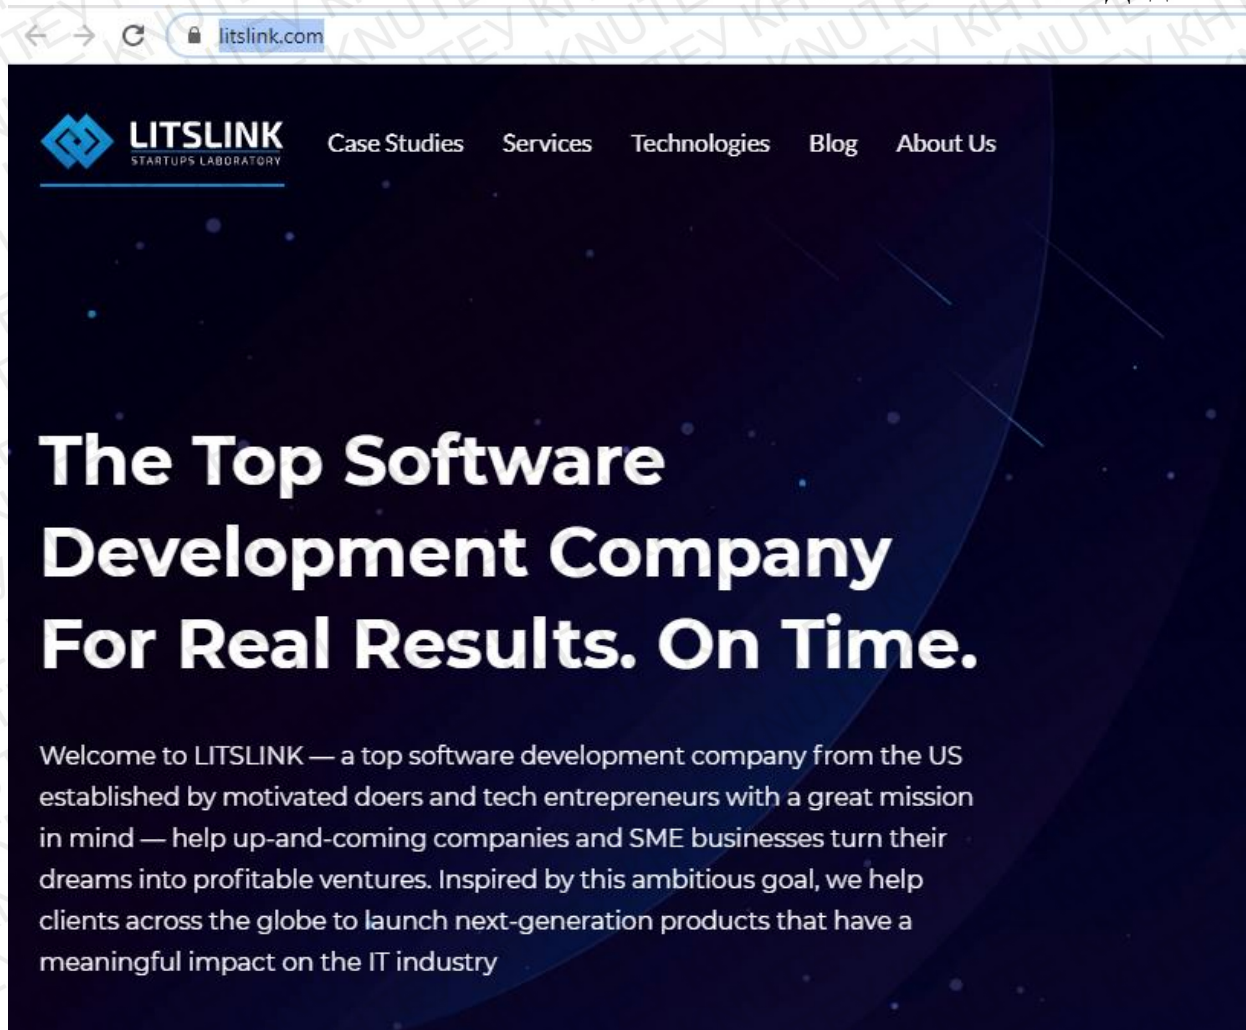 litslink.com
LITSLINK
STARTUPS LABORATORY
Case Studies Services Technologies Blog About Us
The Top Software
Development Company
For Real Results. On Time.
Welcome to LITSLINK — a top software development company from the US
established by motivated doers and tech entrepreneurs with a great mission
in mind — help up-and-coming companies and SME businesses turn their
dreams into profitable ventures. Inspired by this ambitious goal, we help
clients across the globe to launch next-generation products that have a
meaningful impact on the IT industry